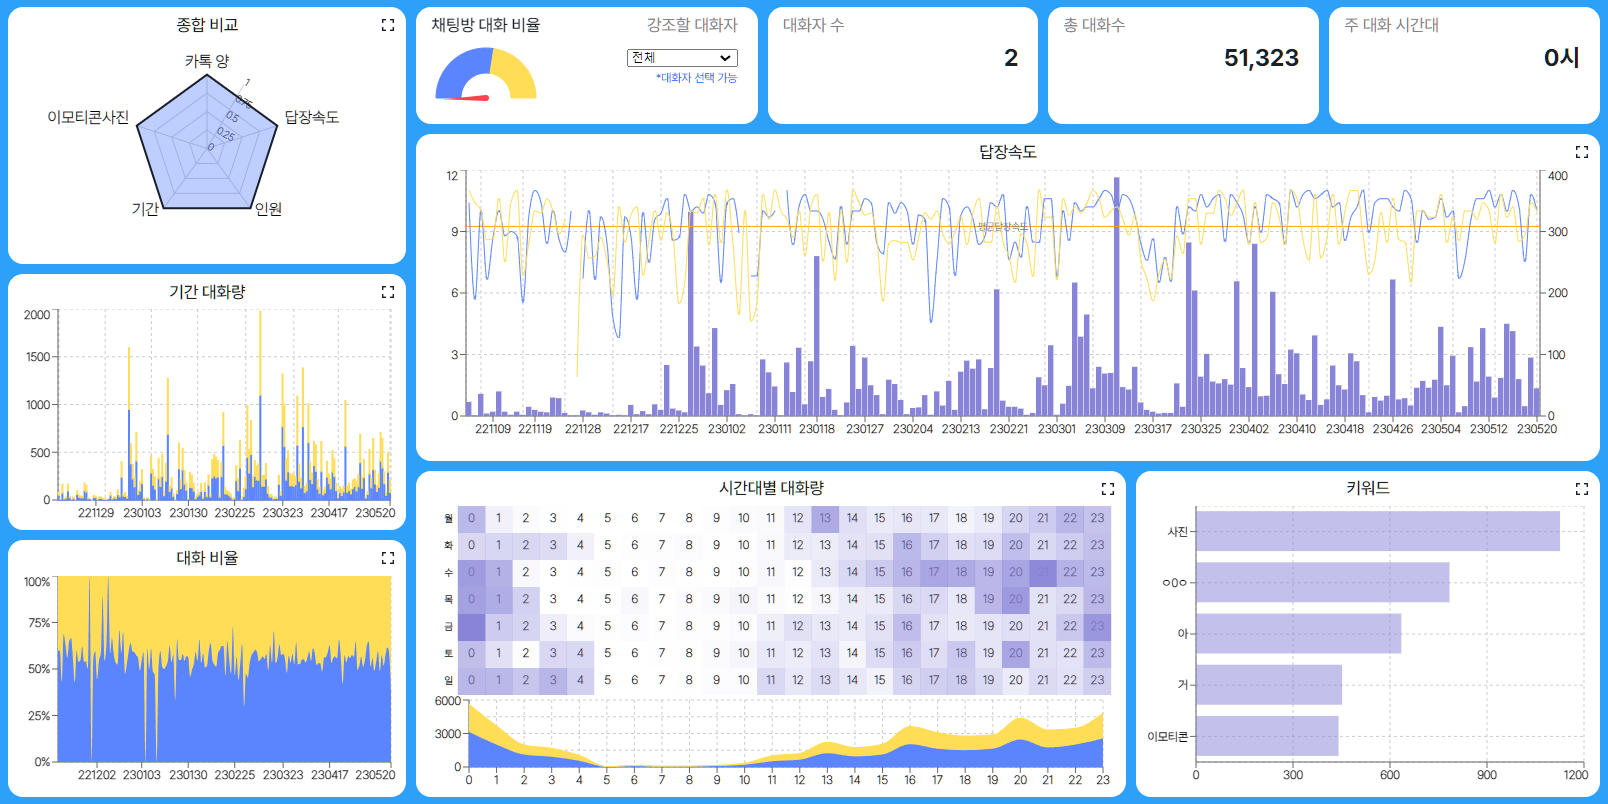 종합 비교
카톡 양
답장속도
인원
기간
이모티콘사진
1
0.75
0.5
0.25
0
채팅방 대화 비율
강조할 대화자
전체
*대화자 선택 가능
대화자 수
2
총 대화수
51,323
주 대화 시간대
0시
답장속도
12
9
6
3
0
400
300
200
100
0
평균답장속도
221109 221119 221128 221217 221225 230102 230111 230118 230127 230204 230213 230221 230301 230309 230317 230325 230402 230410 230418 230426 230504 230512 230520
기간 대화량
2000
1500
1000
500
0
221129 230103 230130 230225 230323 230417 230520
대화 비율
100%
75%
50%
25%
0%
221202 230103 230130 230225 230323 230417 230520
시간대별 대화량
월 0 1 2 3 4 5 6 7 8 9 10 11 12 13 14 15 16 17 18 19 20 21 22 23
화 0 1 2 3 4 5 6 7 8 9 10 11 12 13 14 15 16 17 18 19 20 21 22 23
수 0 1 2 3 4 5 6 7 8 9 10 11 12 13 14 15 16 17 18 19 20 21 22 23
목 0 1 2 3 4 5 6 7 8 9 10 11 12 13 14 15 16 17 18 19 20 21 22 23
금 1 2 3 4 5 6 7 8 9 10 11 12 13 14 15 16 17 18 19 20 21 22 23
토 0 1 2 3 4 5 6 7 8 9 10 11 12 13 14 15 16 17 18 19 20 21 22 23
일 0 1 2 3 4 5 6 7 8 9 10 11 12 13 14 15 16 17 18 19 20 21 22 23
6000
3000
0
0 1 2 3 4 5 6 7 8 9 10 11 12 13 14 15 16 17 18 19 20 21 22 23
키워드
사진
ㅇ0ㅇ
아
거
이모티콘
0 300 600 900 1200